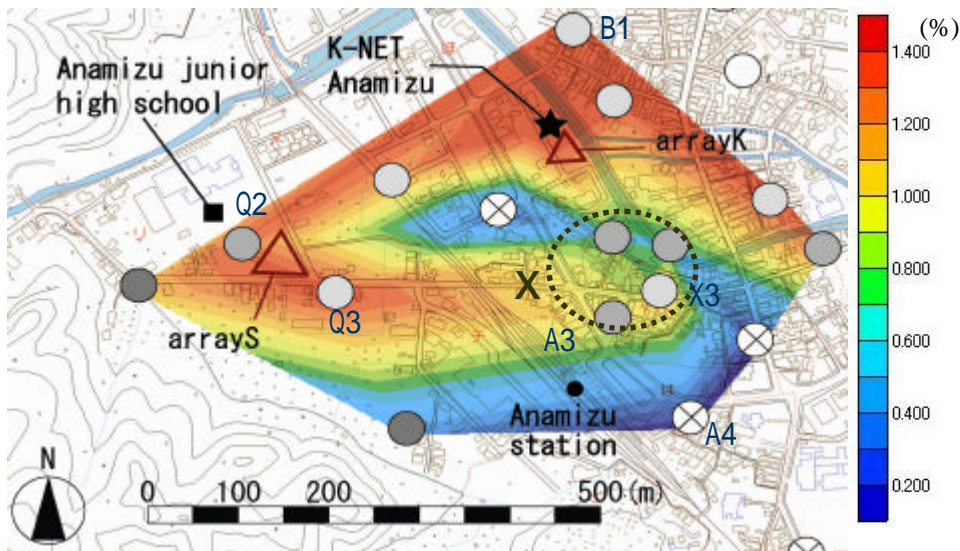 B1
(%)
K-NET
Anamizu
Anamizu junior
high school
arrayK
Q2
X
X3
Q3
A3
arrayS
Anamizu
station
A4
N
0 100 200 500 (m)
1.400
1.200
1.000
0.800
0.600
0.400
0.200